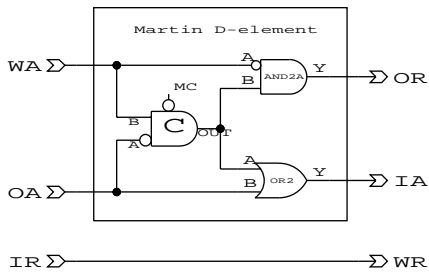 Martin D-element
WA
A
AND2A
Y
OR
MC
B
B
C
OUT
A
A
OR2
Y
IA
OA
B
IR
WR